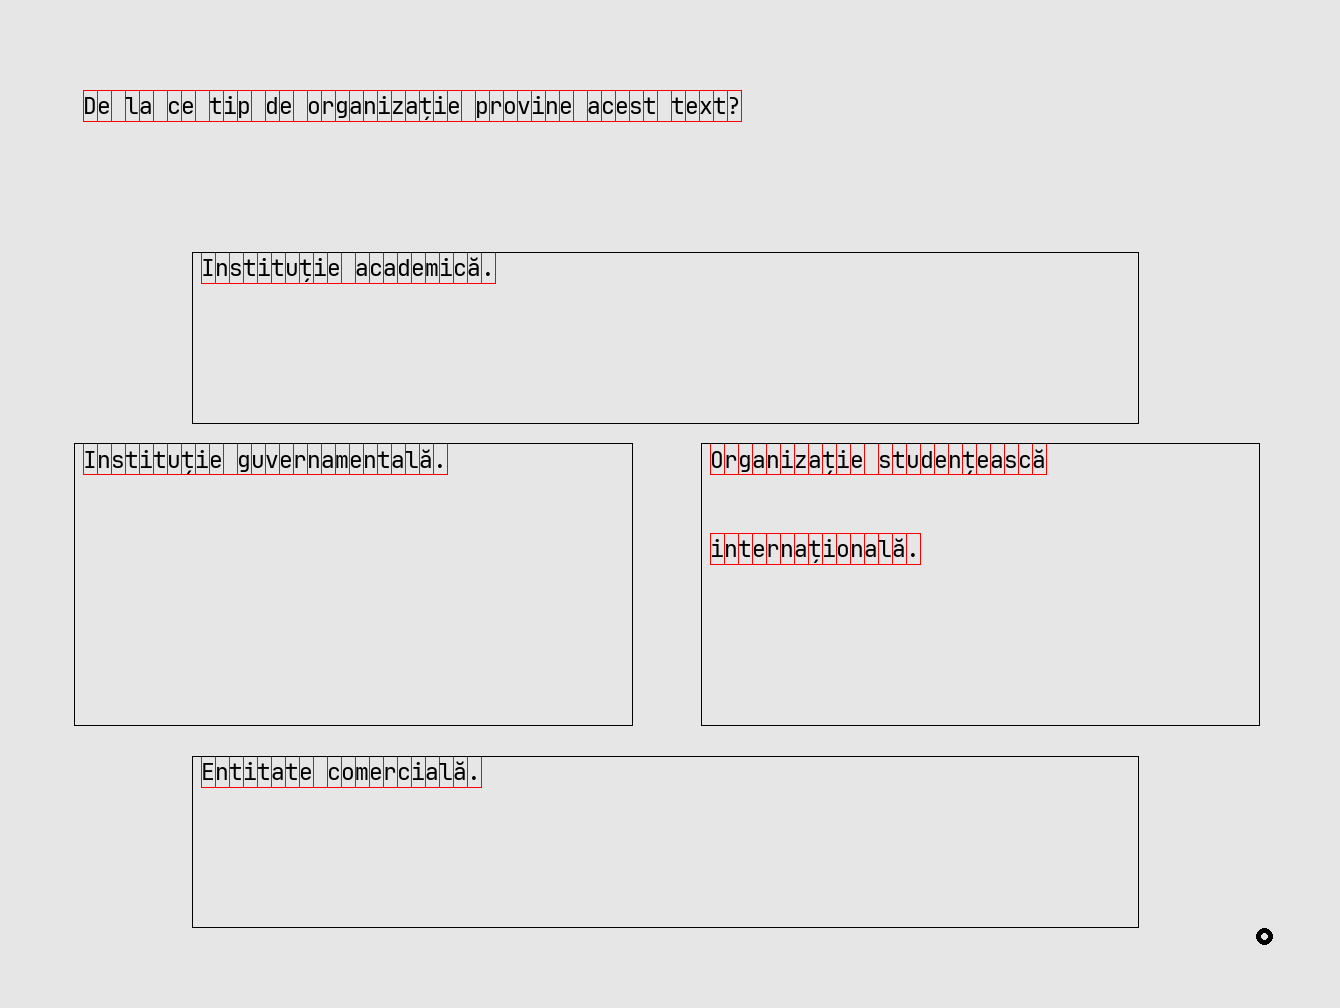 De la ce tip de organizație provine acest text?
Instituție academică.
Instituție guvernamentală.
Organizație studențească
internațională.
Entitate comercială.